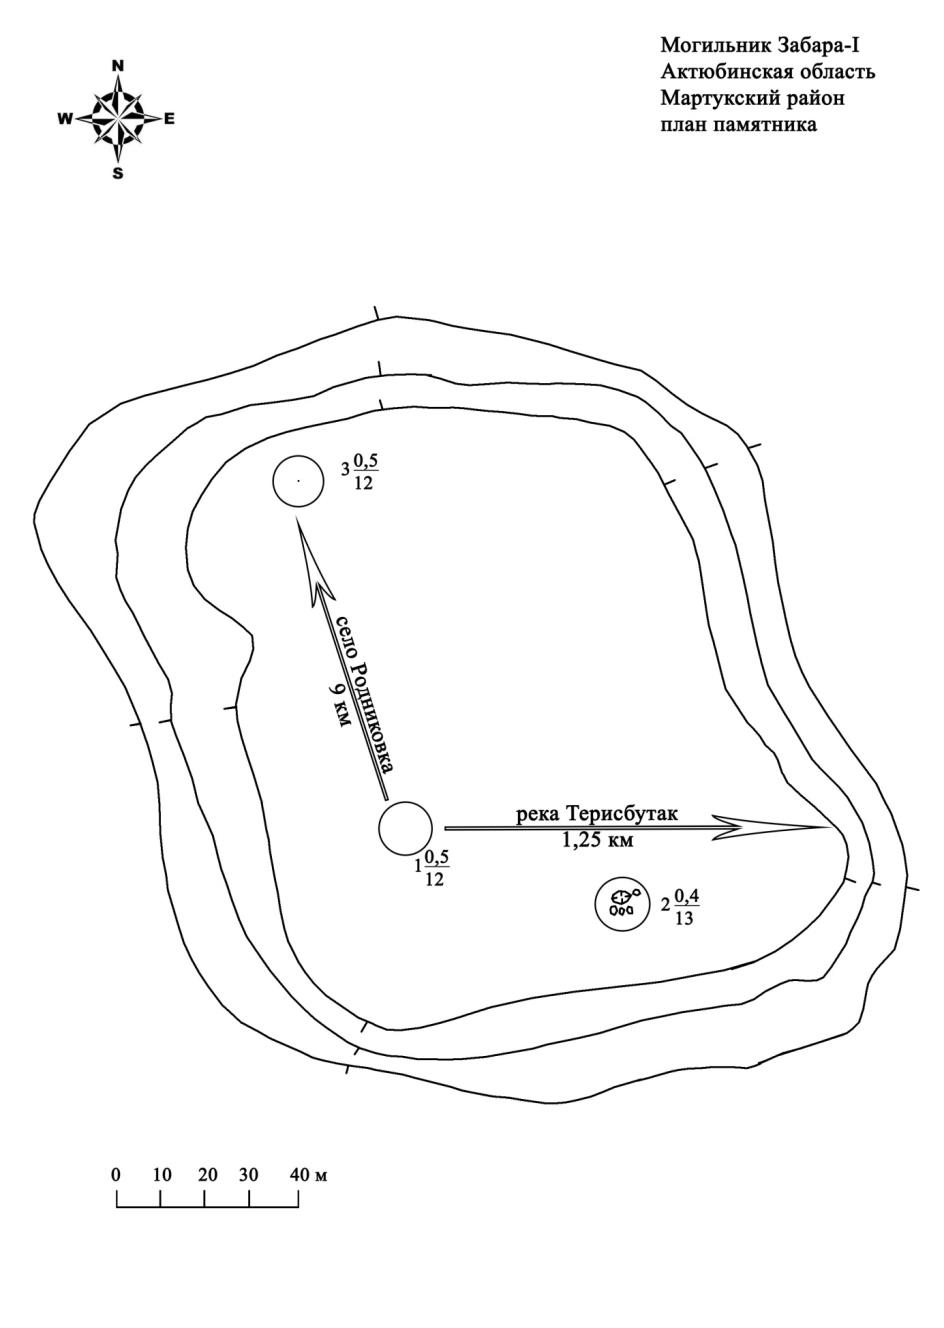 Могильник Забара-I
Актюбинская область
Мартукский район
план памятника
N
W E
S
3 0,5
12
село Родниковка
9 км
река Терисбутак
1,25 км
1 0,5
12
2 0,4
13
0 10 20 30 40 м